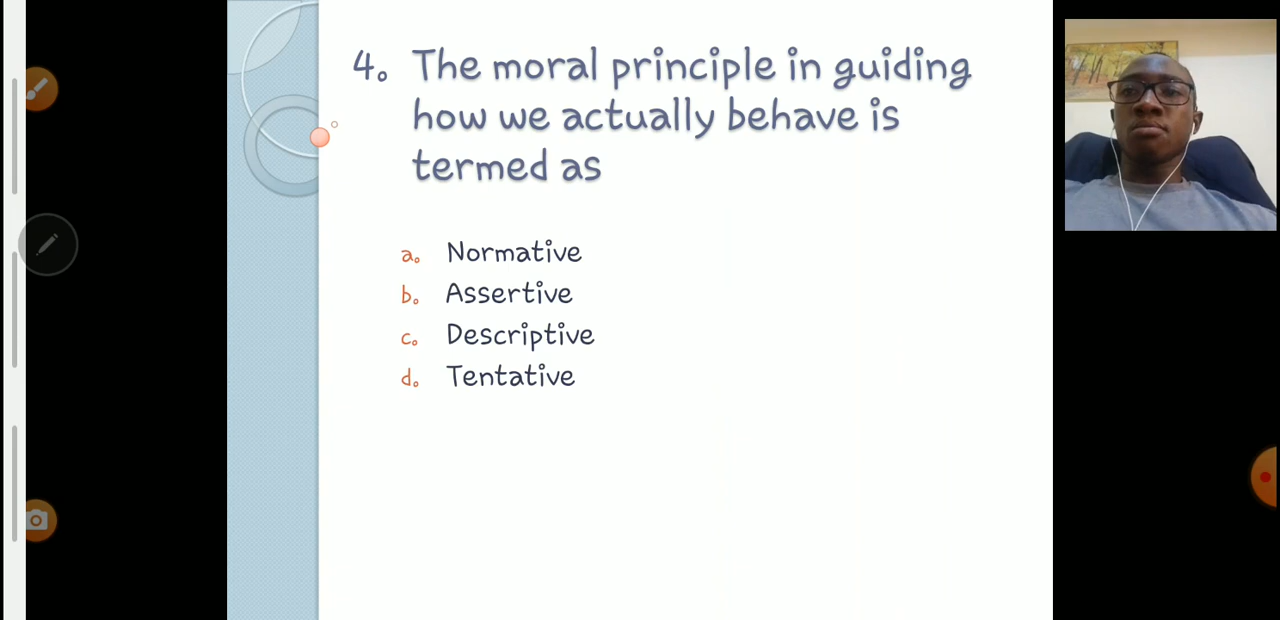 4. The moral principle in guiding
how we actually behave is
termed as
a. Normative
b. Assertive
c. Descriptive
d. Tentative